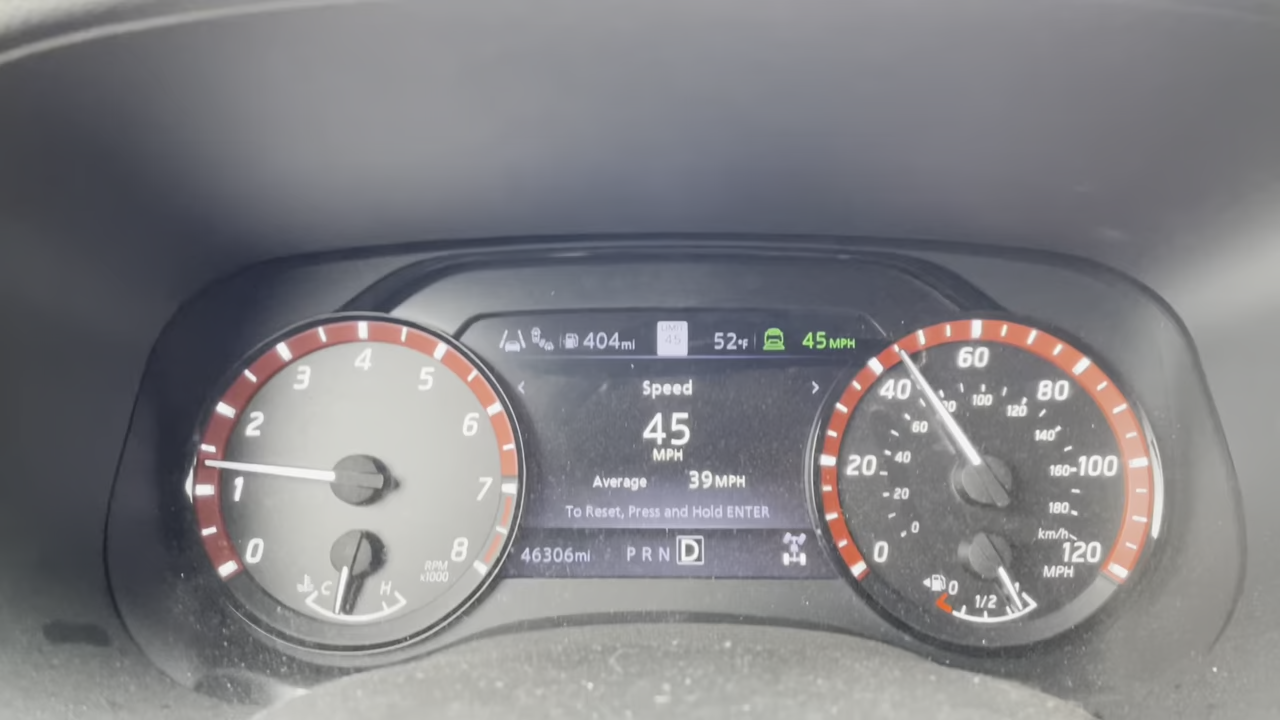 404mi
LIMIT
45
52°F
45MPH
Speed
45
MPH
Average 39MPH
To Reset, Press and Hold ENTER
46306mi
P R N D
0
1
2
3
4
5
6
7
8
RPM
x1000
C
H
0
20
40
60
80
100
120
MPH
0
20
40
60
100
120
140
160
180
km/h
0
1/2